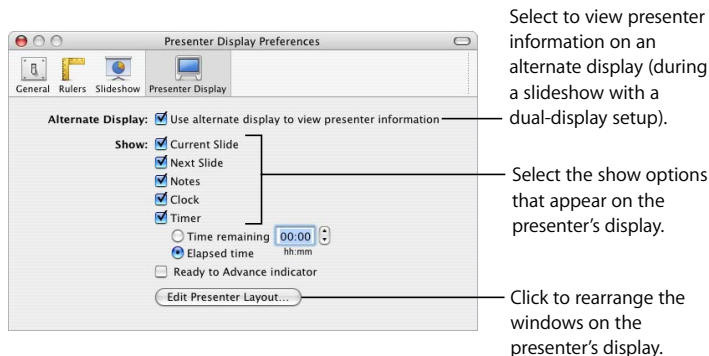 Presenter Display Preferences
General Rulers Slideshow Presenter Display
Alternate Display: Use alternate display to view presenter information
Show: Current Slide
Next Slide
Notes
Clock
Timer
Time remaining 00:00
Elapsed time hh:mm
Ready to Advance indicator
Edit Presenter Layout...
Select to view presenter
information on an
alternate display (during
a slideshow with a
dual-display setup).
Select the show options
that appear on the
presenter’s display.
Click to rearrange the
windows on the
presenter’s display.